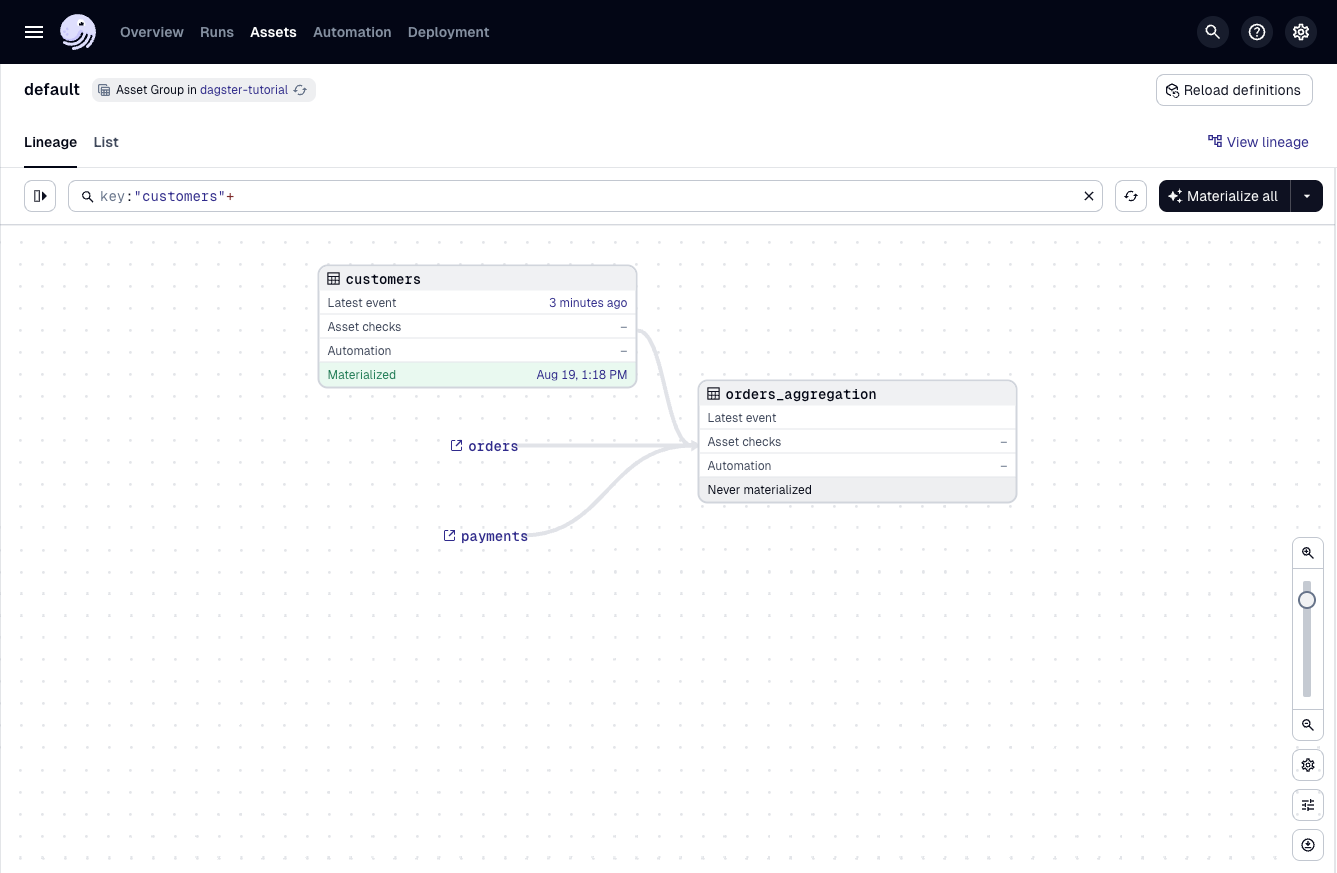 Overview Runs Assets Automation Deployment
default Asset Group in dagster-tutorial Reload definitions
Lineage List View lineage
key:"customers"+ Materialize all
customers
Latest event 3 minutes ago
Asset checks –
Automation –
Materialized Aug 19, 1:18 PM
orders_aggregation
Latest event
Asset checks –
Automation –
Never materialized
orders
payments